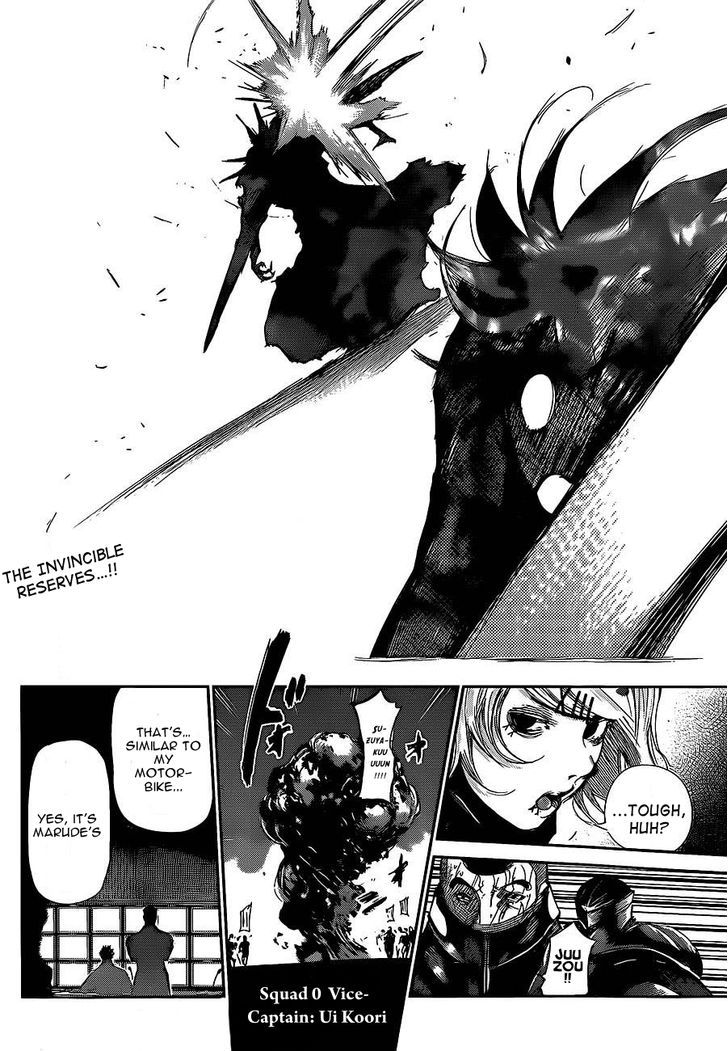 THE INVINCIBLE
RESERVES...!!
...TOUGH,
HUH?
JUU
ZOU
!!
SU-
ZUYA-
KUU
UUUN
!!!!
Squad 0 Vice-
Captain: Ui Koori
THAT'S...
SIMILAR TO
MY
MOTOR-
BIKE...
YES, IT'S
MARUDE'S